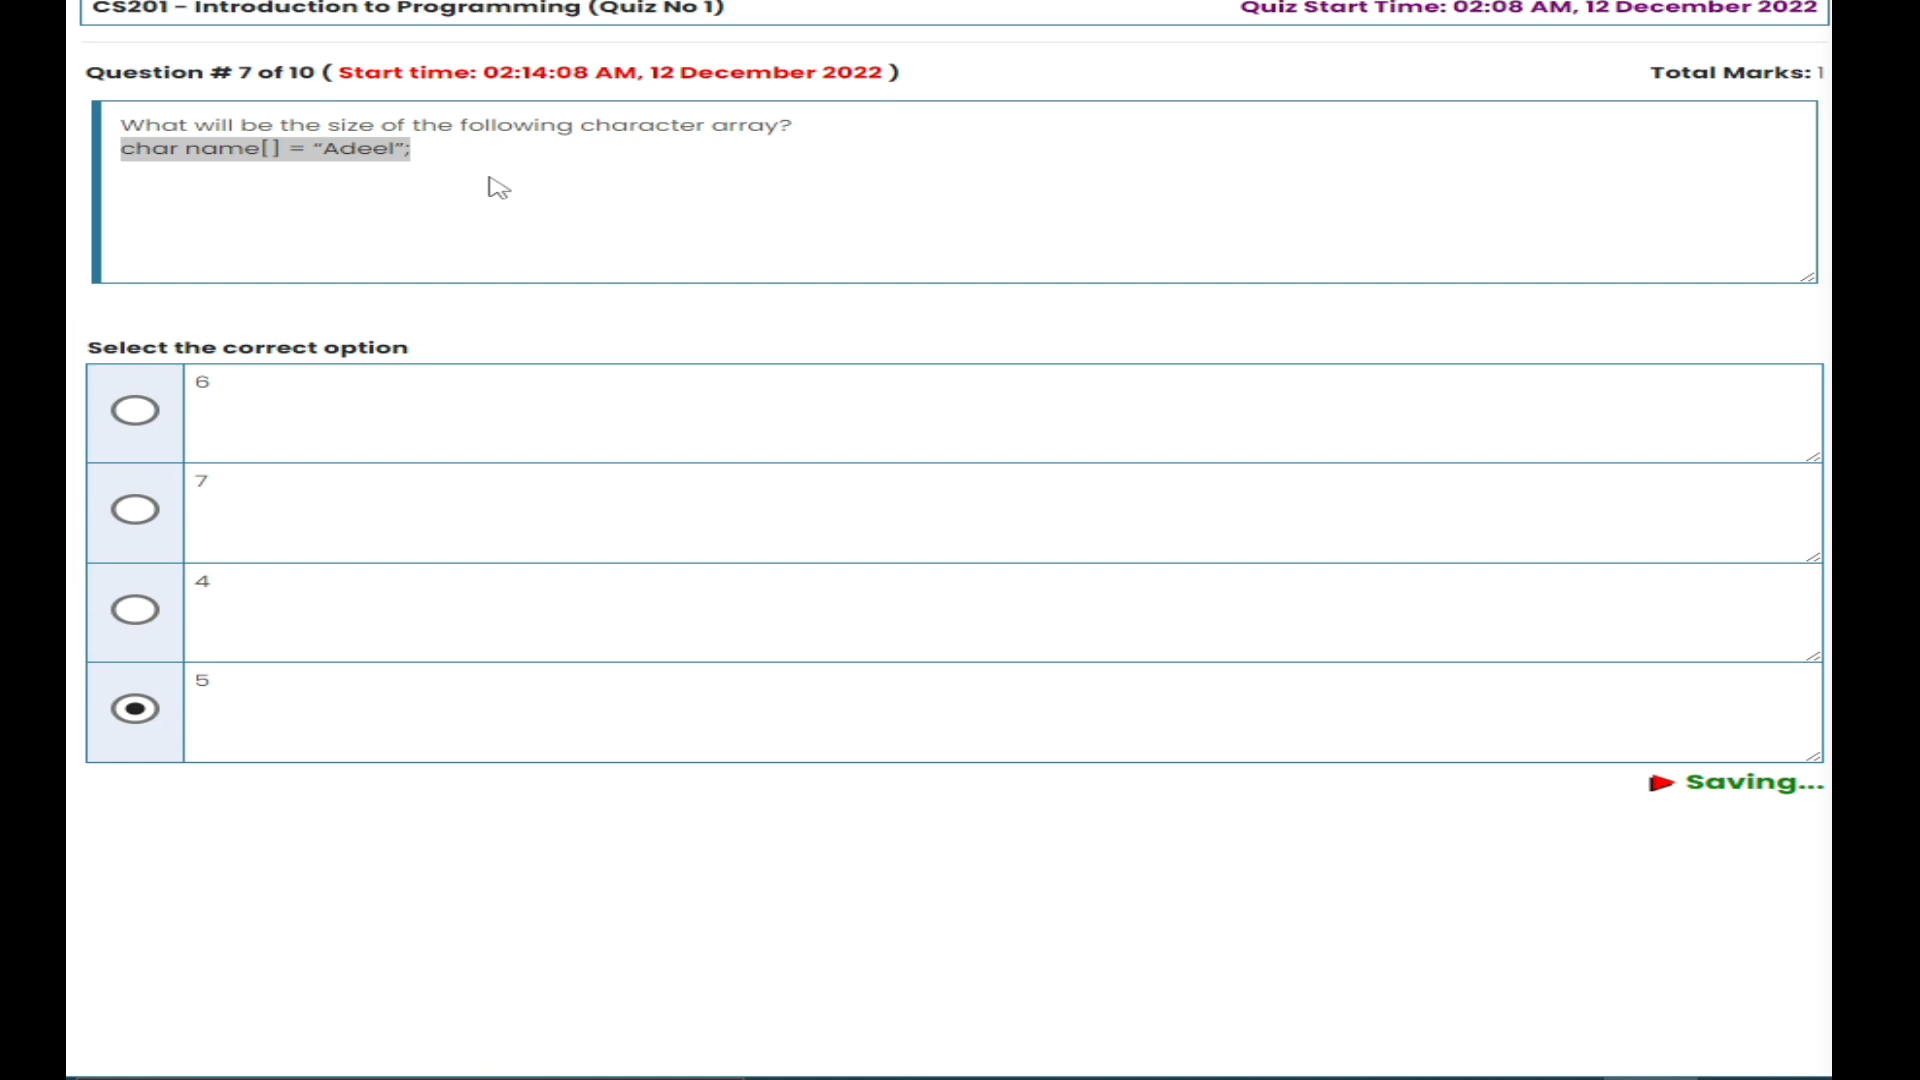 CS201 - Introduction to Programming (Quiz No 1)
Quiz Start Time: 02:08 AM, 12 December 2022
Question # 7 of 10 ( Start time: 02:14:08 AM, 12 December 2022 )
Total Marks: 1
What will be the size of the following character array?
char name[] = “Adeel”;
Select the correct option
6
7
4
5
Saving...